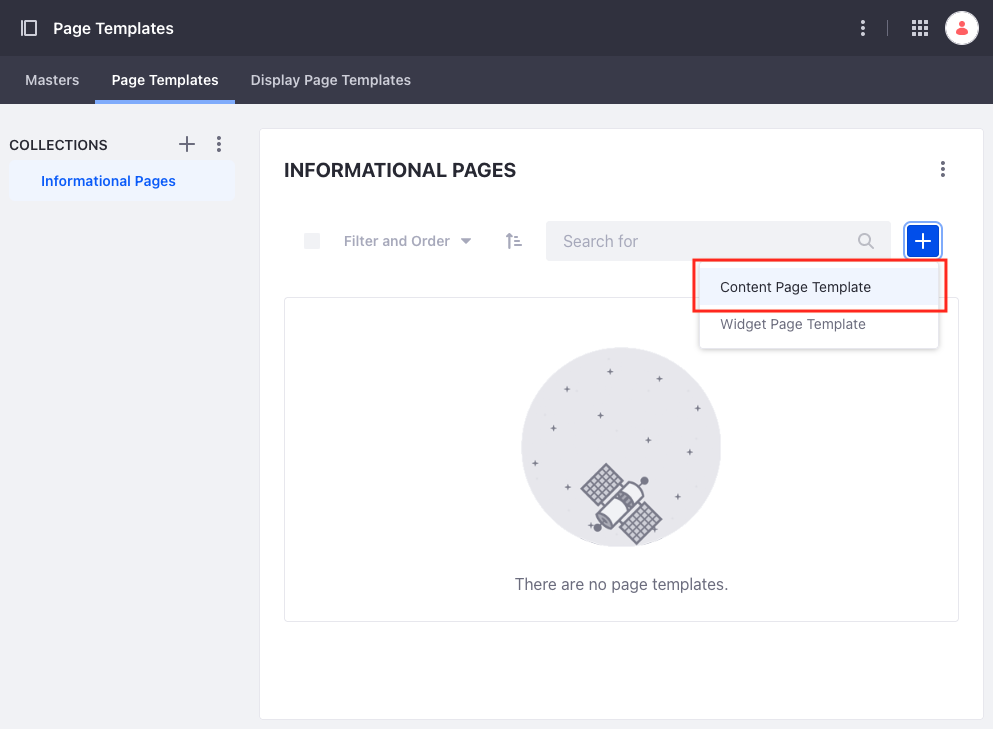 Page Templates
Masters Page Templates Display Page Templates
COLLECTIONS
Informational Pages
INFORMATIONAL PAGES
Filter and Order Search for
Content Page Template
Widget Page Template
There are no page templates.